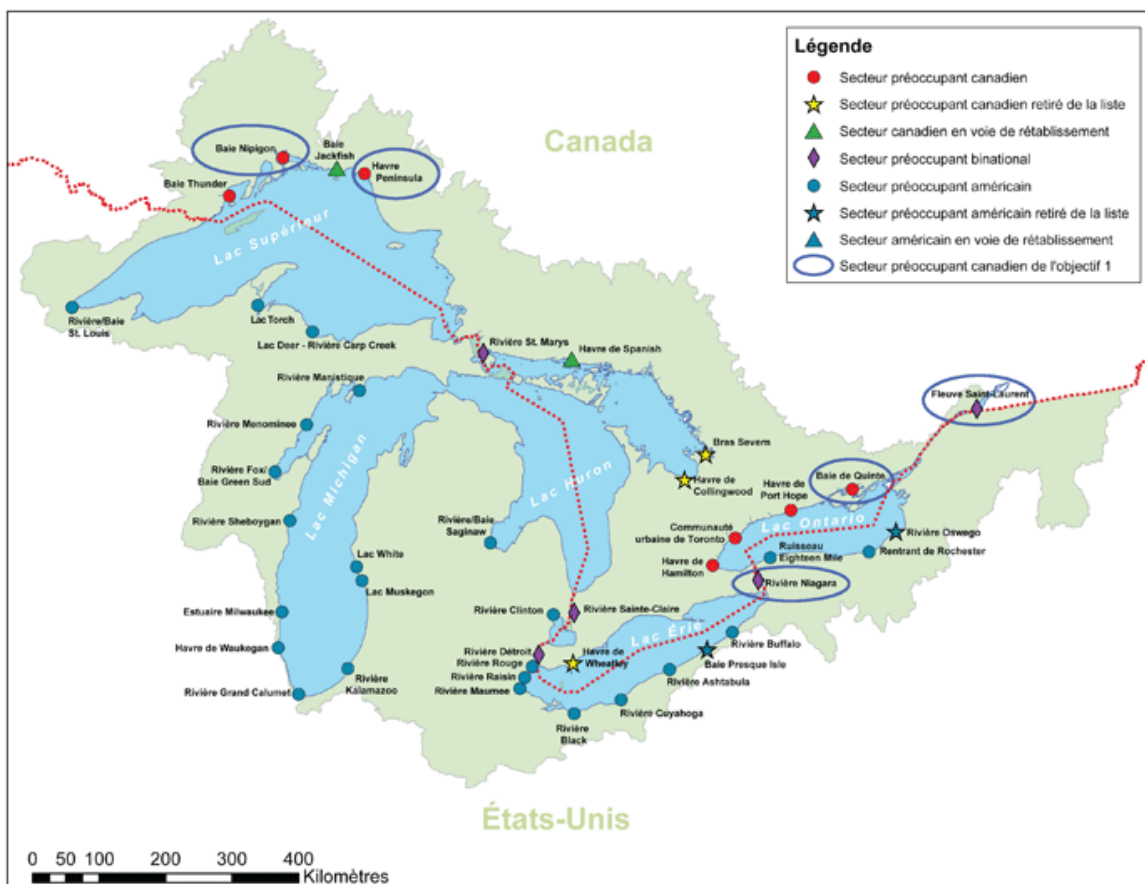 Légende
Secteur préoccupant canadien
Secteur préoccupant canadien retiré de la liste
Secteur canadien en voie de rétablissement
Secteur préoccupant binational
Secteur préoccupant américain
Secteur préoccupant américain retiré de la liste
Secteur américain en voie de rétablissement
Secteur préoccupant canadien de l'objectif 1
Canada
Baie Nipigon
Baie
Jackfish
Havre
Peninsula
Baie Thunder
Lac Supérieur
Rivière/Baie
St. Louis
Lac Torch
Lac Deer - Rivière Carp Creek
Rivière St. Marys
Havre de Spanish
Rivière Manistique
Rivière Menominee
Rivière Fox/
Baie Green Sud
Rivière Sheboygan
Lac Michigan
Lac Huron
Bras Severn
Havre de
Collingwood
Fleuve Saint-Laurent
Baie de Quinte
Havre de
Port Hope
Lac Ontario
Communauté
urbaine de Toronto
Rivière Oswego
Rentrant de Rochester
Ruisseau
Eighteen Mile
Havre de
Hamilton
Rivière Niagara
Rivière/Baie
Saginaw
Lac White
Lac Muskegon
Estuaire Milwaukee
Havre de Waukegan
Rivière Grand Calumet
Rivière
Kalamazoo
Rivière Clinton
Rivière Sainte-Claire
Rivière Détroit
Rivière Rouge
Rivière Raisin
Rivière Maumee
Havre de
Wheatley
Lac Érie
Rivière Buffalo
Baie Presque Isle
Rivière Ashtabula
Rivière Cuyahoga
Rivière
Black
États-Unis
0 50 100 200 300 400
Kilomètres